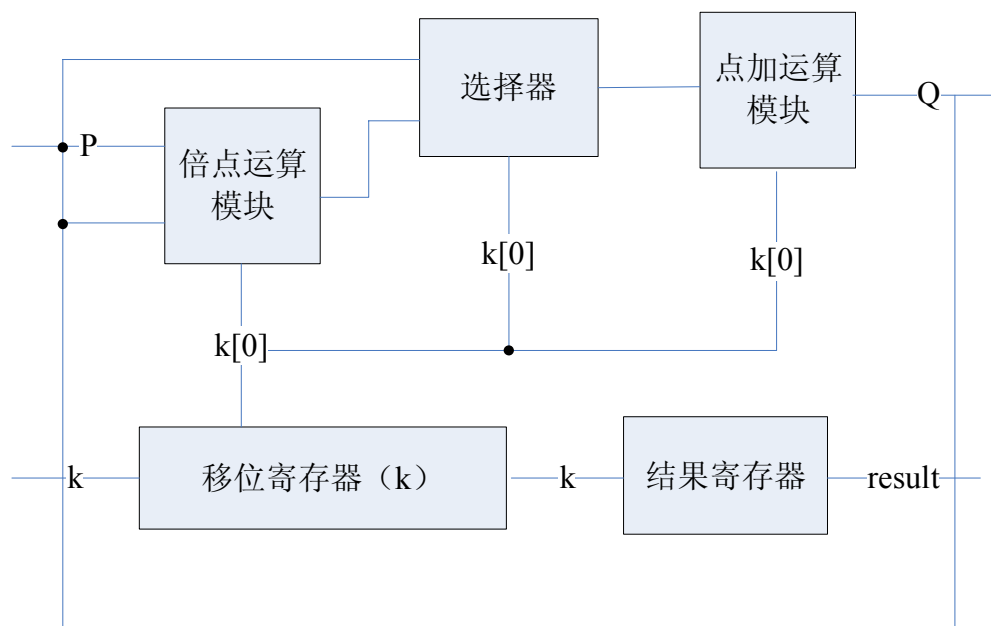 选择器
点加运算
模块
Q
P
倍点运算
模块
k[0]
k[0]
k[0]
k
移位寄存器（k）
k
结果寄存器
result